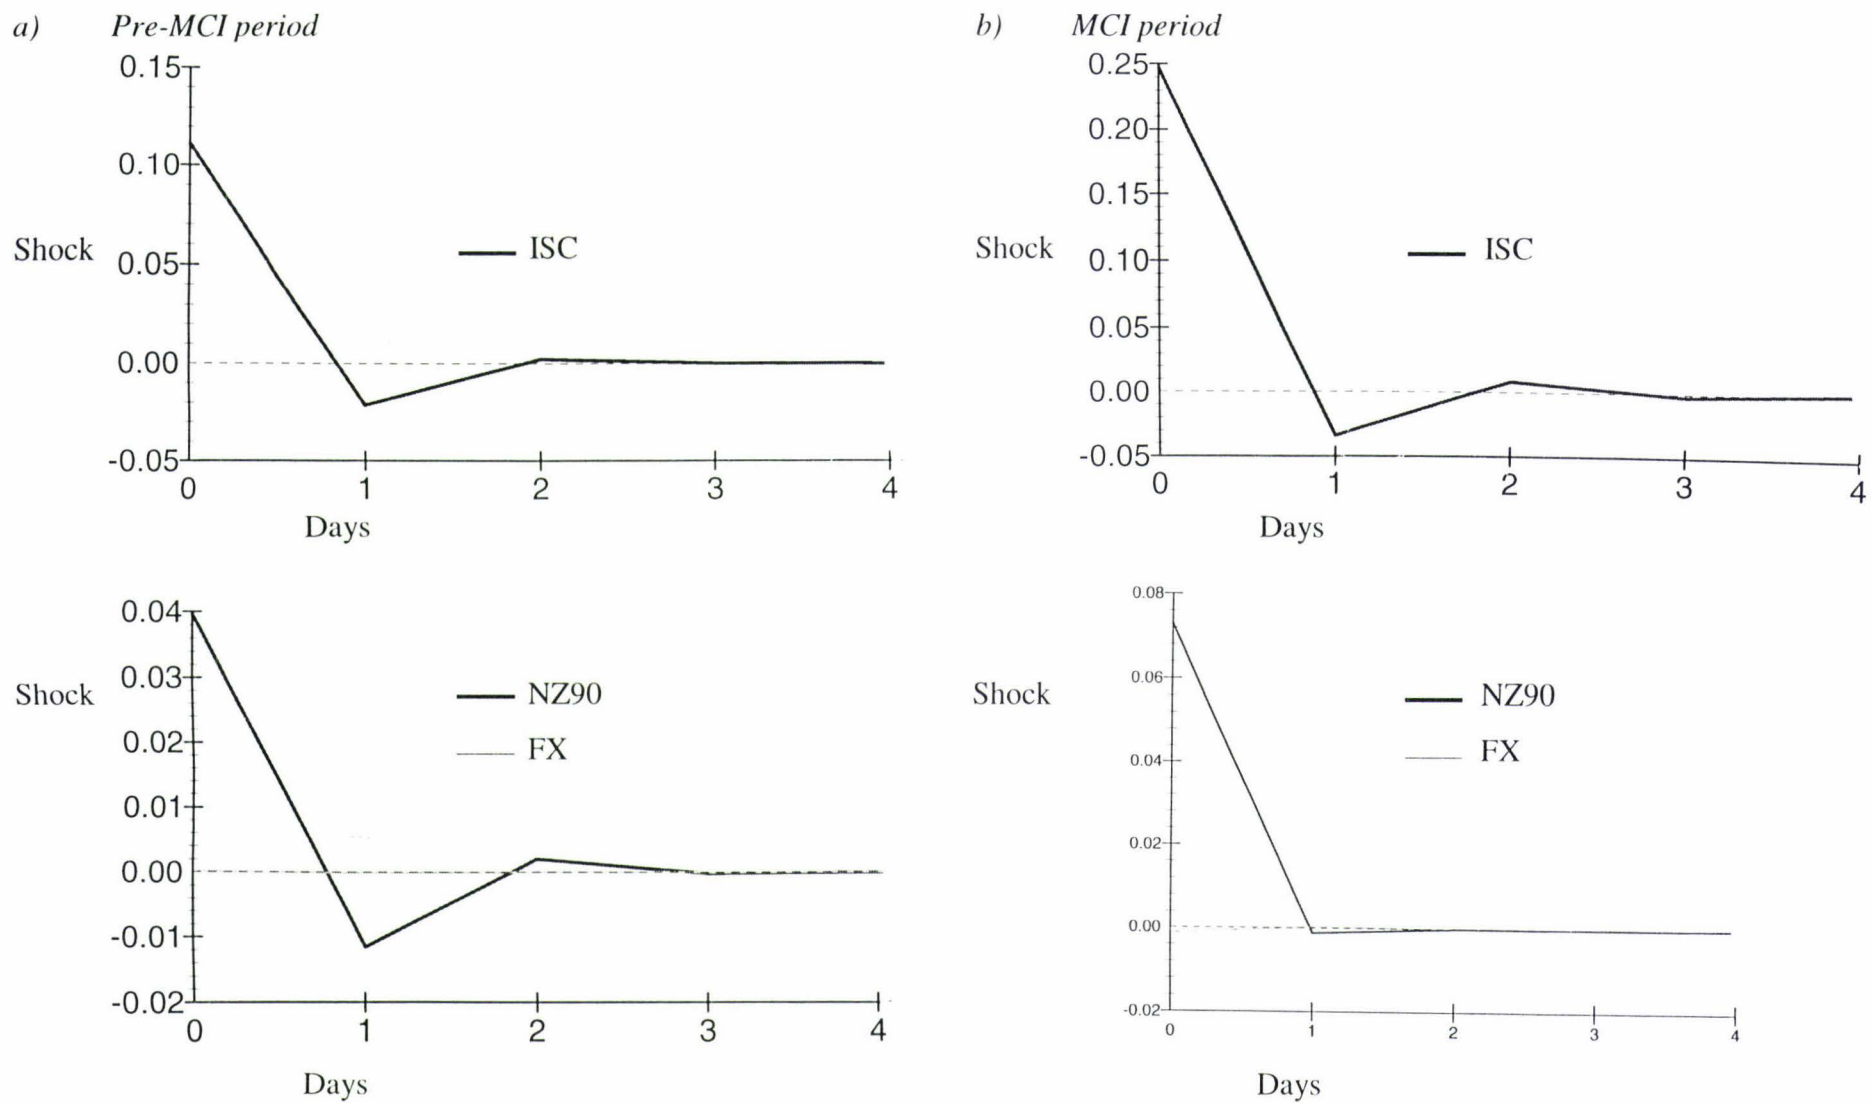 a) Pre-MCI period
0.15
0.10
Shock 0.05 ISC
0.00
-0.05
0 1 2 3 4
Days
b) MCI period
0.25
0.20
0.15
Shock 0.10 ISC
0.05
0.00
-0.05
0 1 2 3 4
Days
0.04
0.03
Shock NZ90
0.02 FX
0.01
0.00
-0.01
-0.02
0 1 2 3 4
Days
0.08
0.06
Shock NZ90
0.04 FX
0.02
0.00
-0.02
0 1 2 3 4
Days